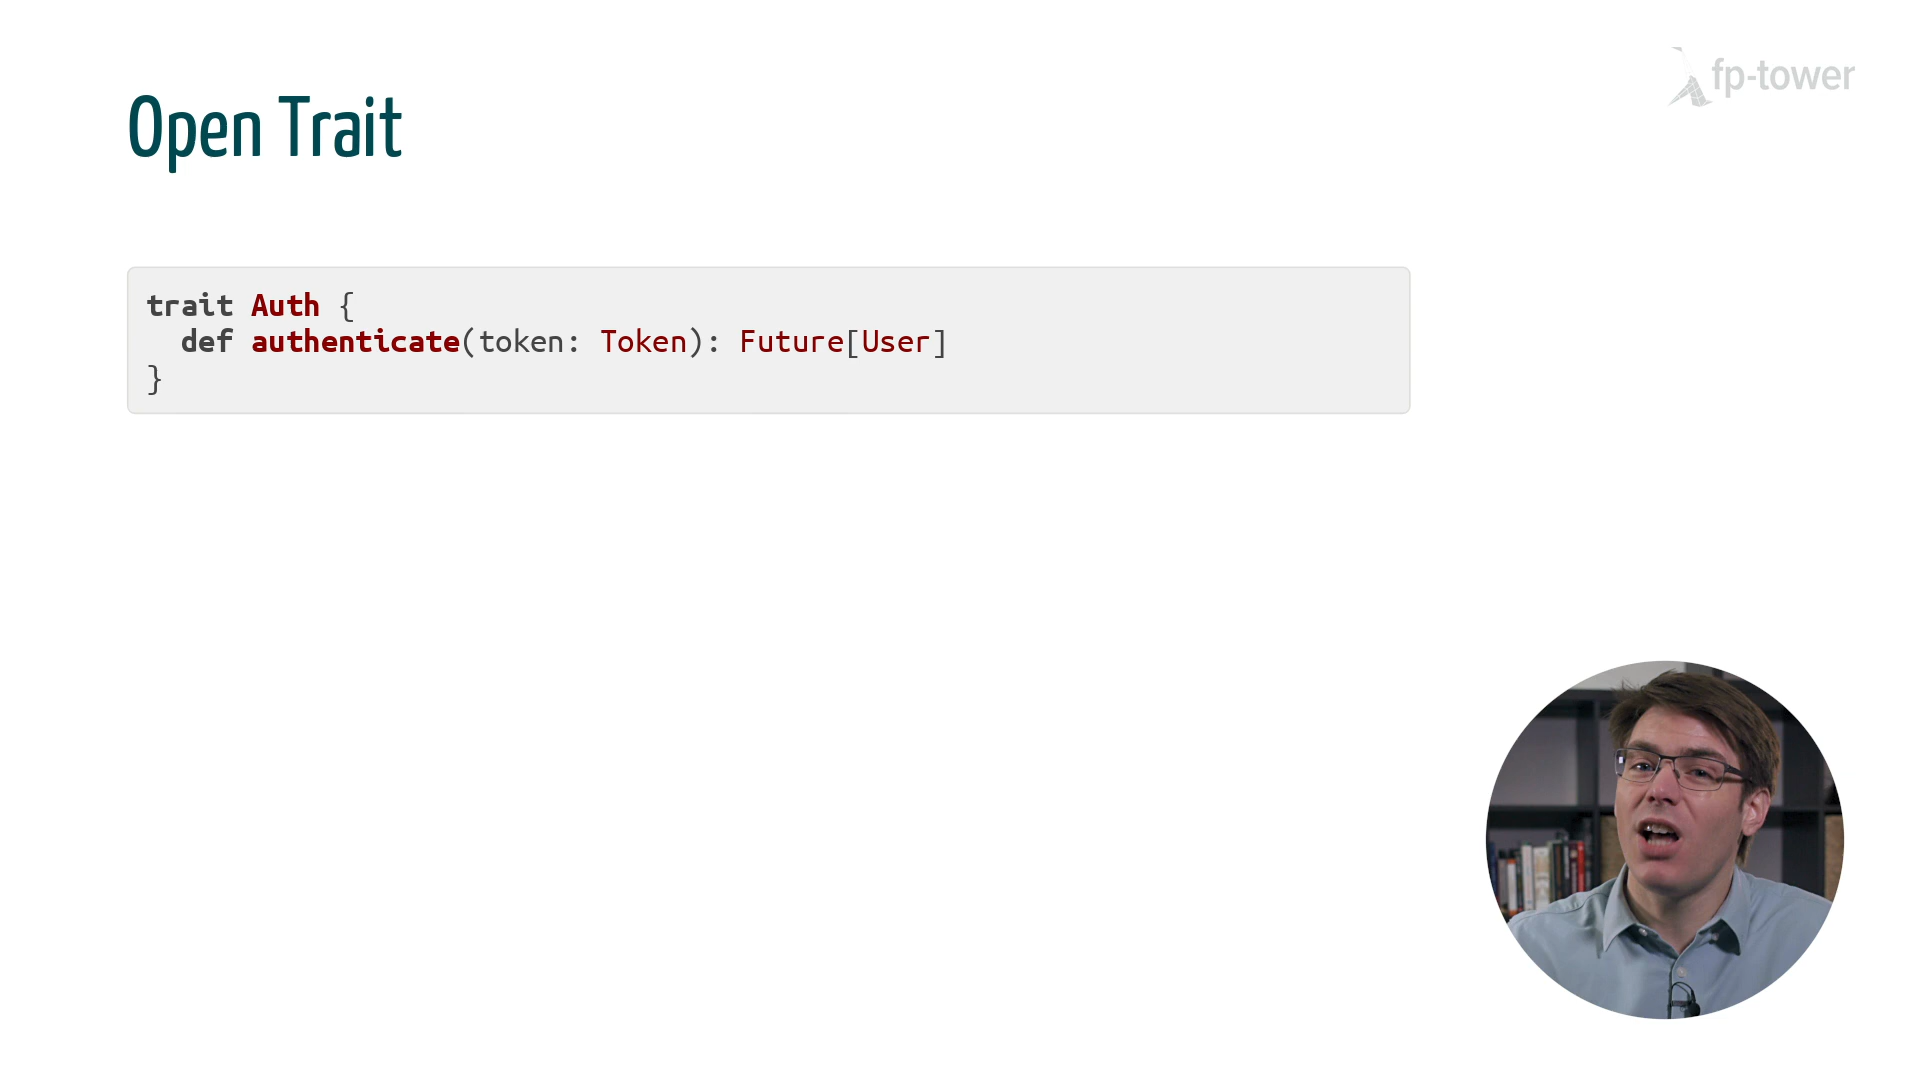 fp-tower
Open Trait
trait Auth {
  def authenticate(token: Token): Future[User]
}